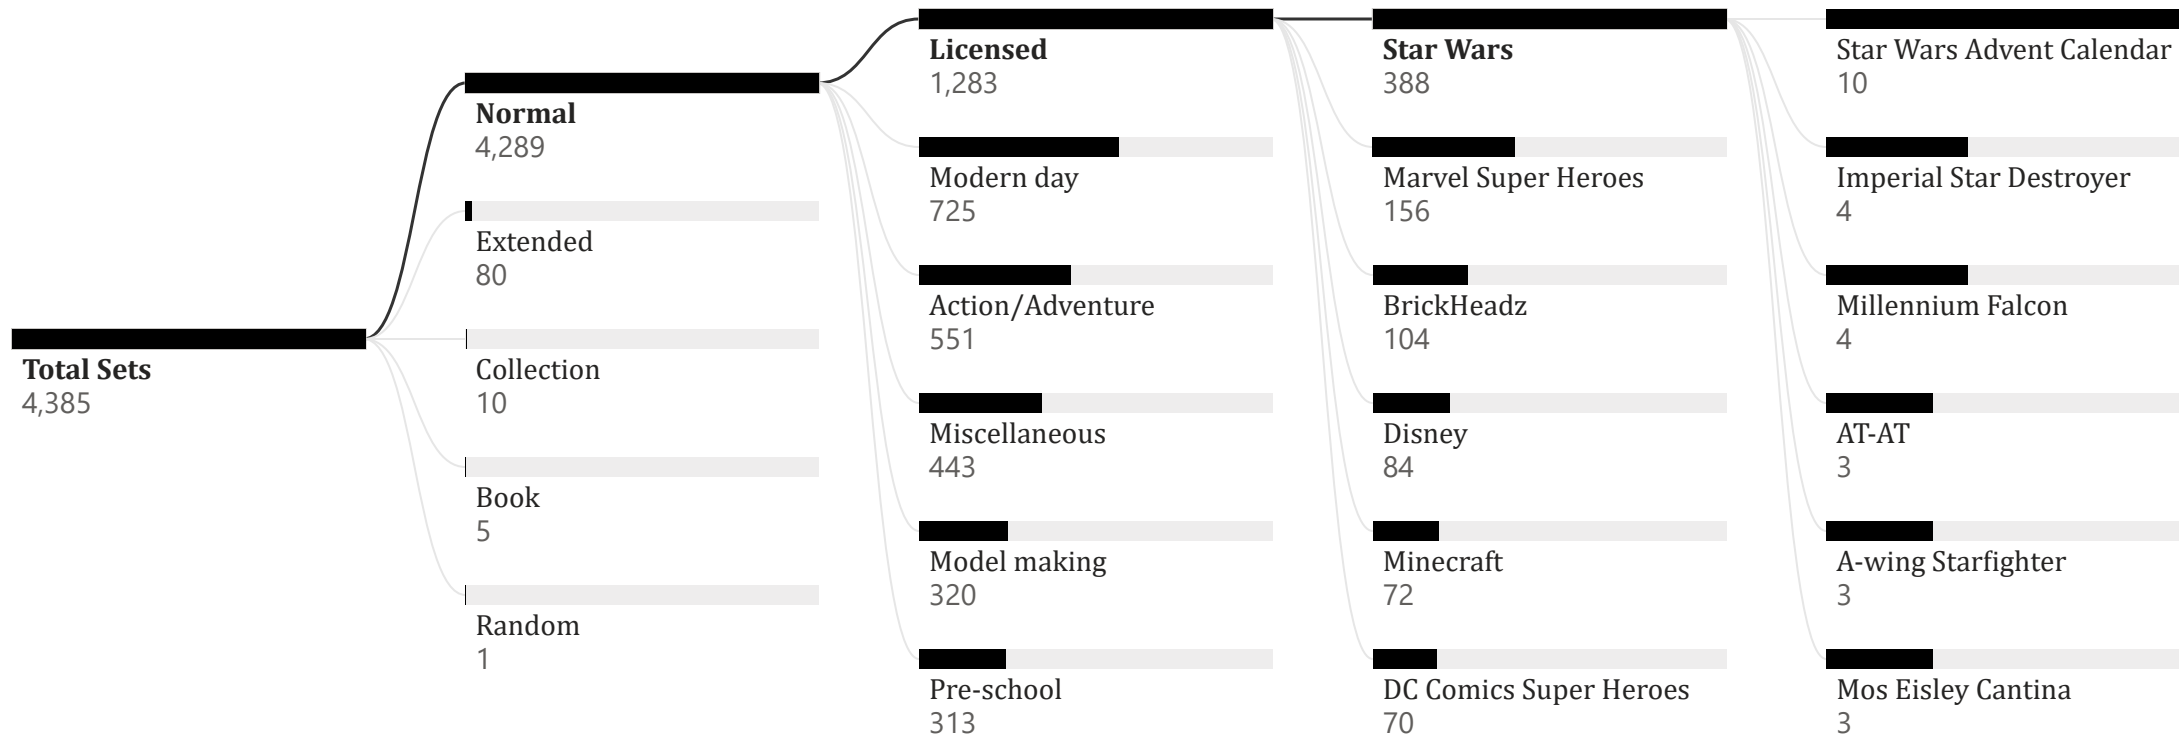 Total Sets
4,385
Normal
4,289
Extended
80
Collection
10
Book
5
Random
1
Licensed
1,283
Modern day
725
Action/Adventure
551
Miscellaneous
443
Model making
320
Pre-school
313
Star Wars
388
Marvel Super Heroes
156
BrickHeadz
104
Disney
84
Minecraft
72
DC Comics Super Heroes
70
Star Wars Advent Calendar
10
Imperial Star Destroyer
4
Millennium Falcon
4
AT-AT
3
A-wing Starfighter
3
Mos Eisley Cantina
3